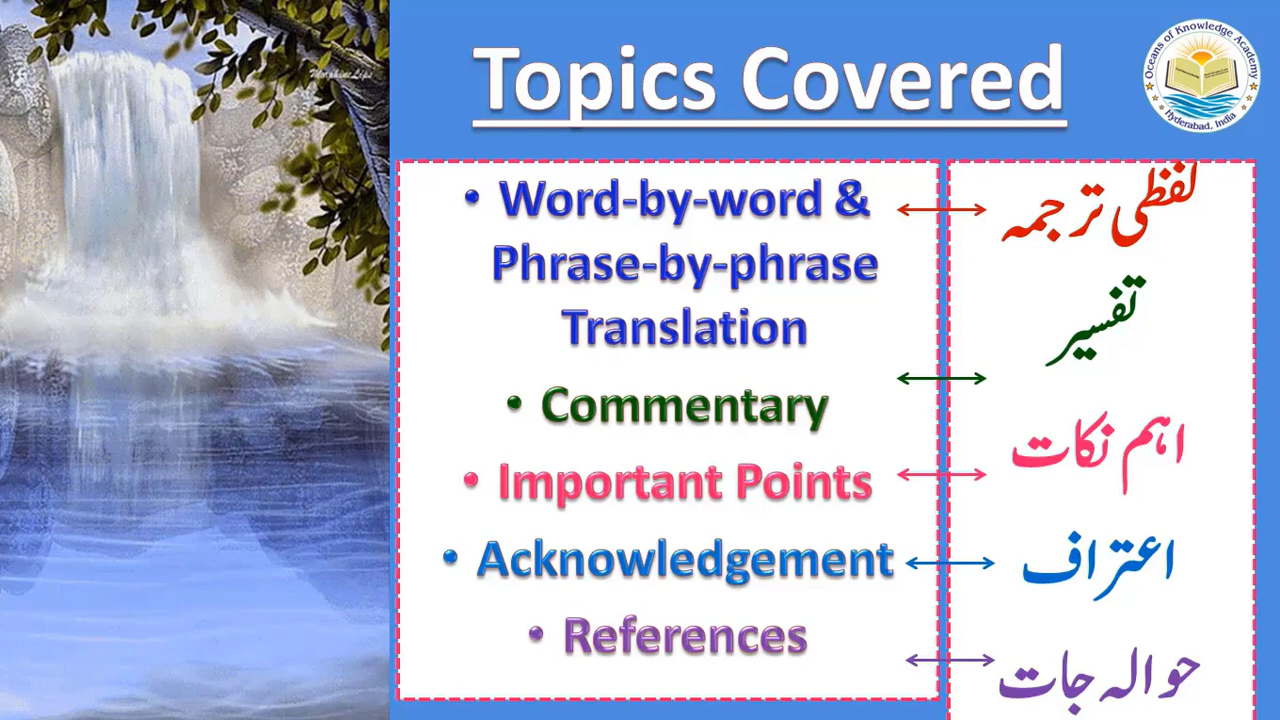 Topics Covered
Oceans of Knowledge Academy
Hyderabad, India
MorphineLips
• Word-by-word &
Phrase-by-phrase
Translation
• Commentary
• Important Points
• Acknowledgement
• References
لفظی ترجمہ
تفسیر
اہم نکات
اعتراف
حوالہ جات